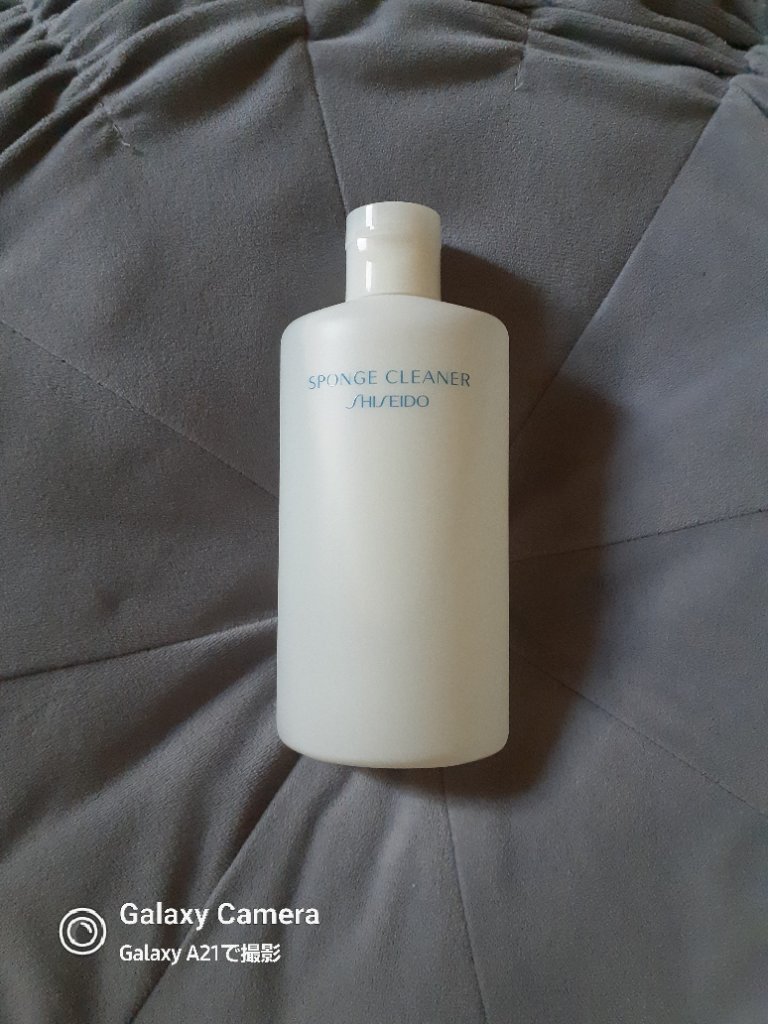 SPONGE CLEANER
SHISEIDO
Galaxy Camera
Galaxy A21で撮影